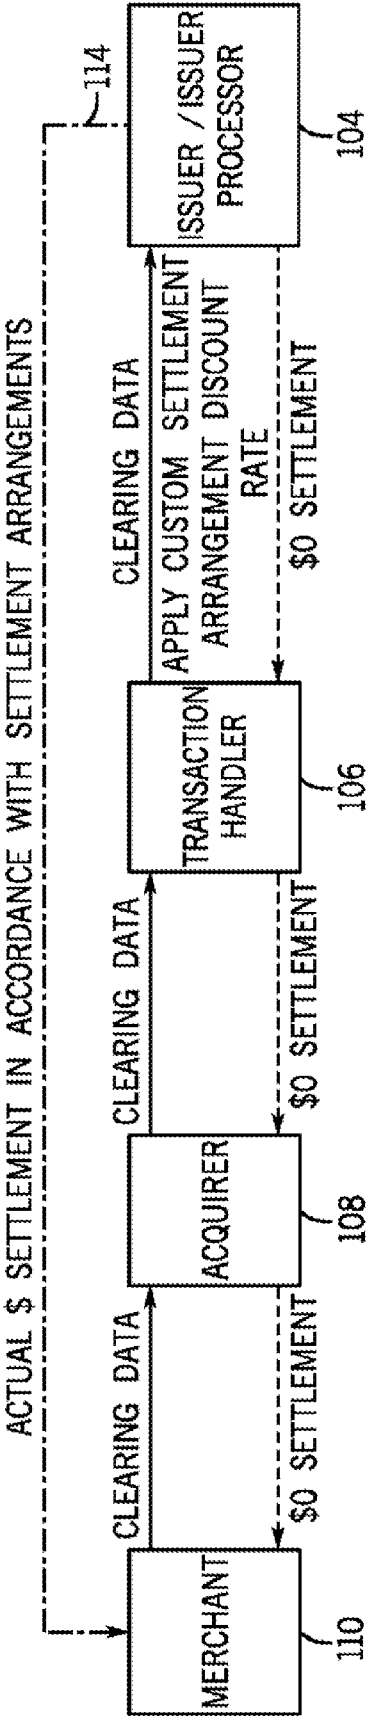 ACTUAL $ SETTLEMENT IN ACCORDANCE WITH SETTLEMENT ARRANGEMENTS
114
CLEARING DATA
CLEARING DATA
CLEARING DATA
APPLY CUSTOM SETTLEMENT
ARRANGEMENT DISCOUNT
RATE
MERCHANT
ACQUIRER
TRANSACTION
HANDLER
ISSUER / ISSUER
PROCESSOR
$0 SETTLEMENT
$0 SETTLEMENT
$0 SETTLEMENT
110
108
106
104